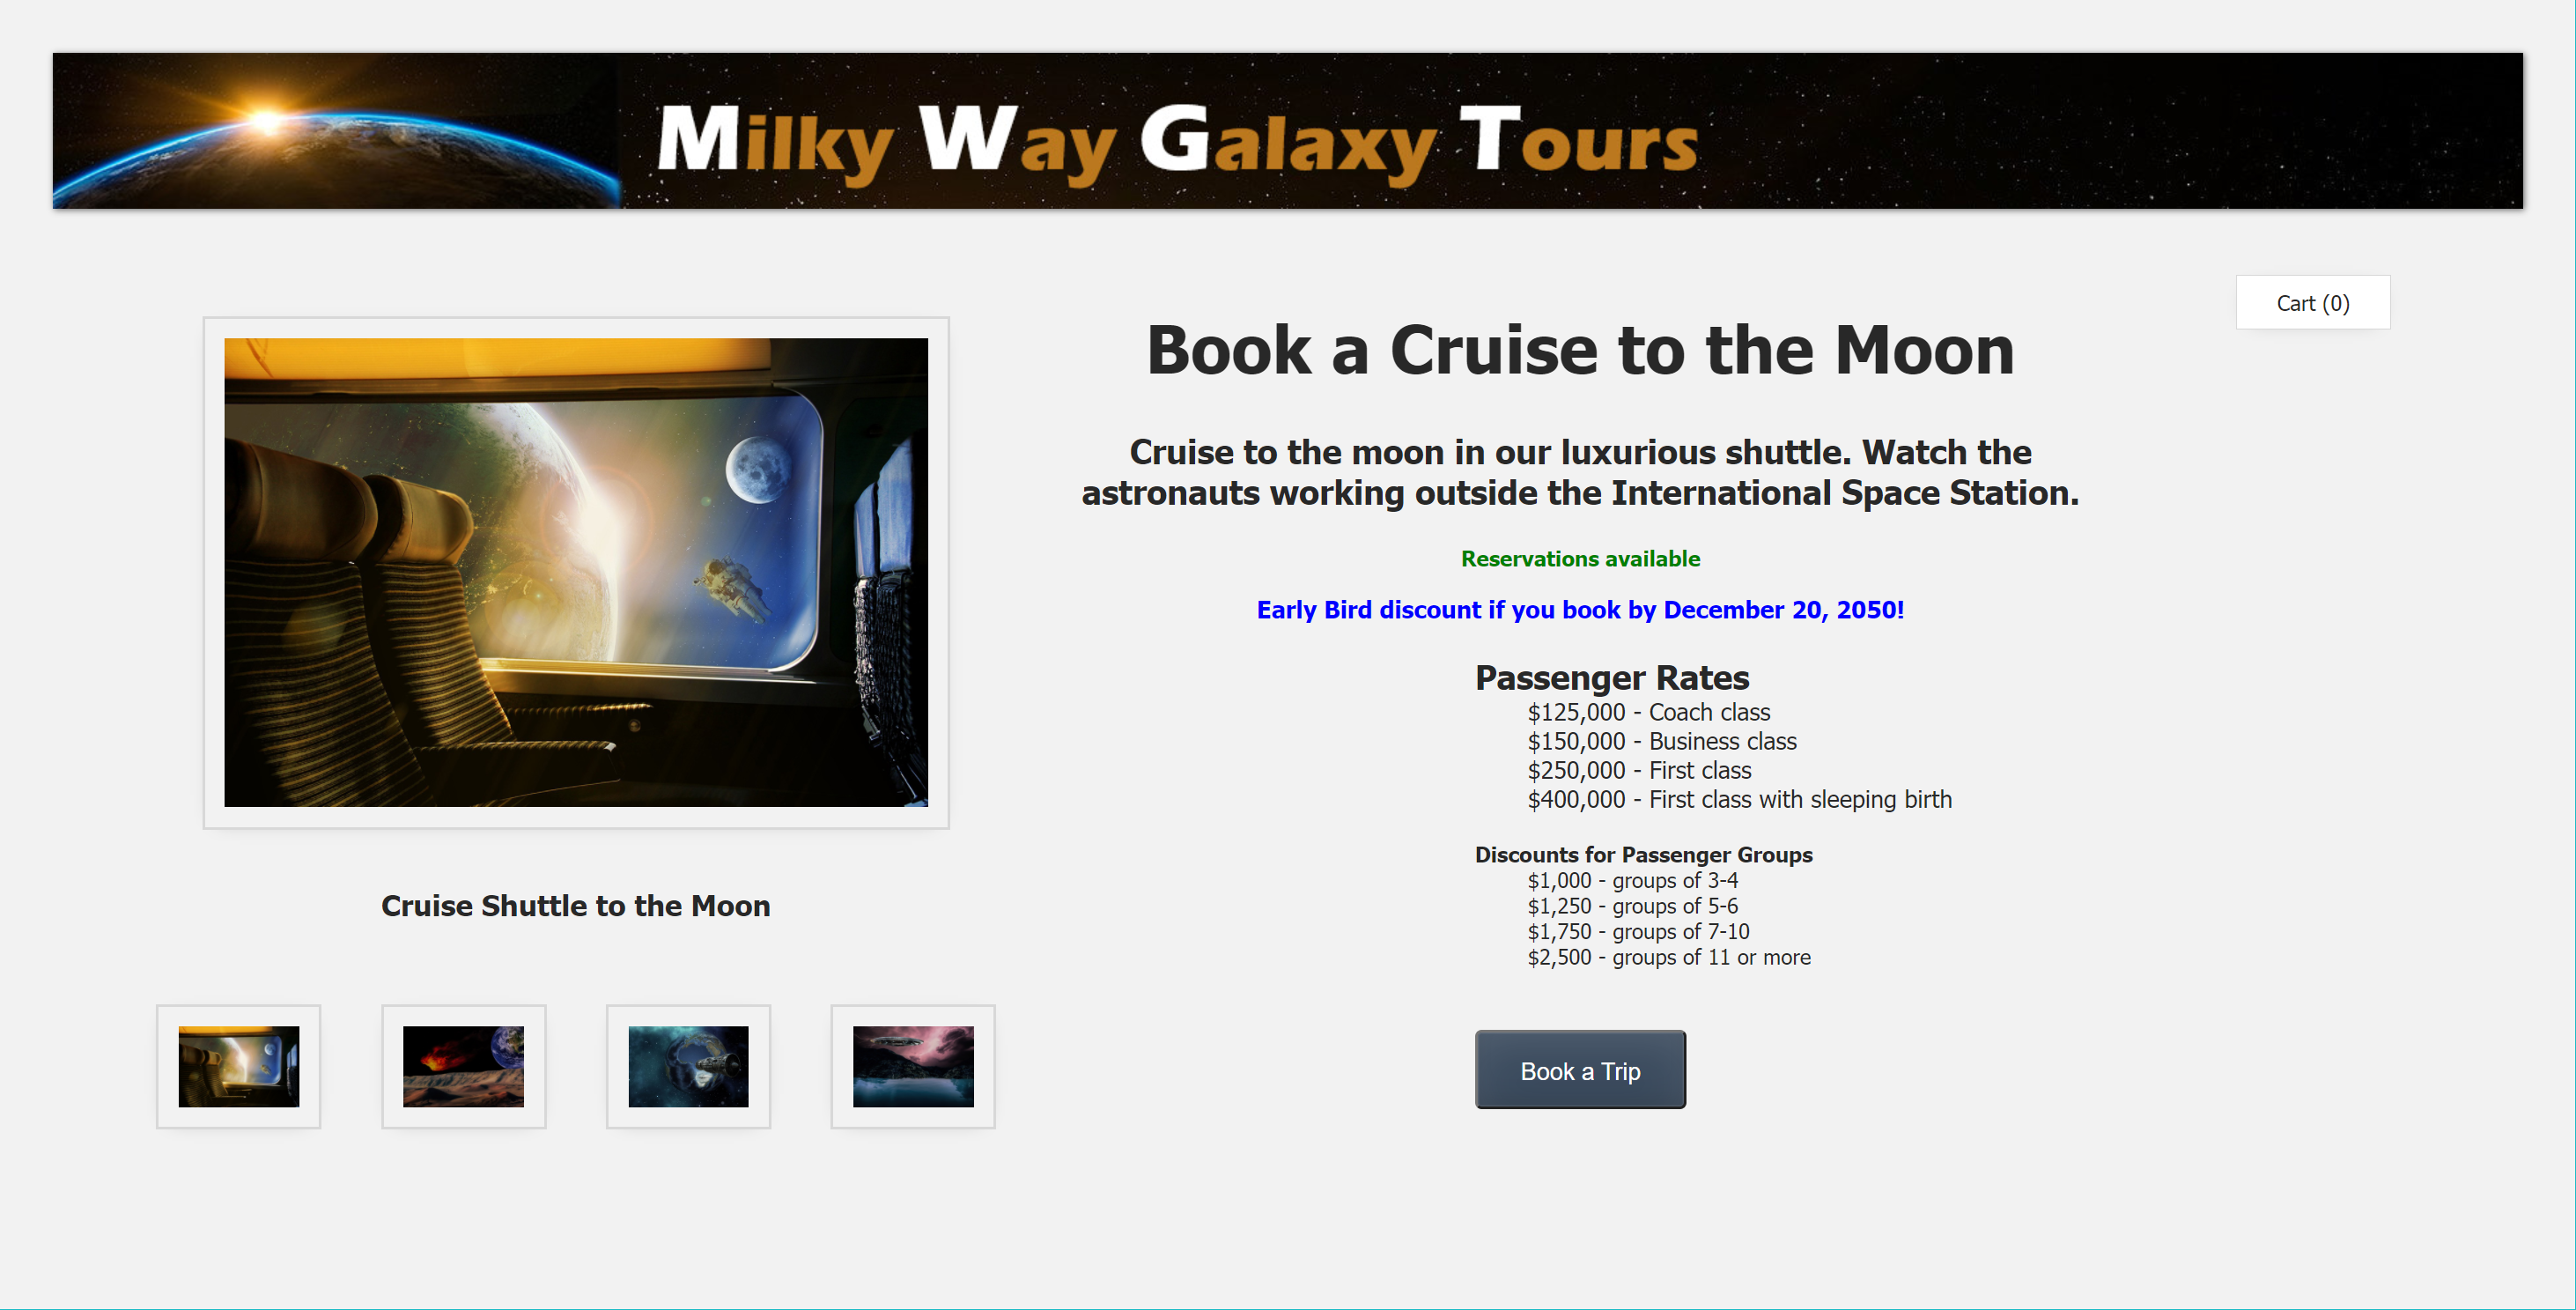 Milky Way Galaxy Tours
Cart (0)
Book a Cruise to the Moon
Cruise to the moon in our luxurious shuttle. Watch the
astronauts working outside the International Space Station.
Reservations available
Early Bird discount if you book by December 20, 2050!
Passenger Rates
$125,000 - Coach class
$150,000 - Business class
$250,000 - First class
$400,000 - First class with sleeping birth
Discounts for Passenger Groups
$1,000 - groups of 3-4
$1,250 - groups of 5-6
$1,750 - groups of 7-10
$2,500 - groups of 11 or more
Book a Trip
Cruise Shuttle to the Moon